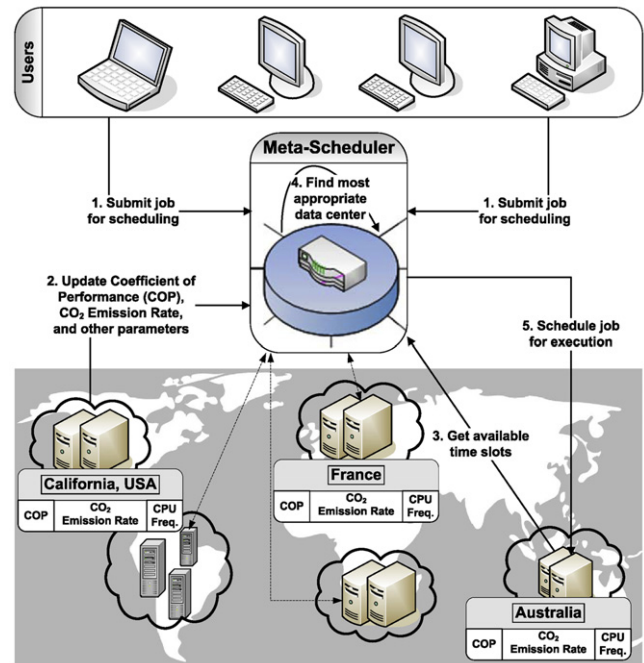 Users
Meta-Scheduler
1. Submit job
for scheduling
4. Find most
appropriate
data center
1. Submit job
for scheduling
2. Update Coefficient of
Performance (COP),
CO₂ Emission Rate,
and other parameters
5. Schedule job
for execution
3. Get available
time slots
California, USA
COP
CO₂
Emission Rate
CPU
Freq.
France
COP
CO₂
Emission Rate
CPU
Freq.
Australia
COP
CO₂
Emission Rate
CPU
Freq.